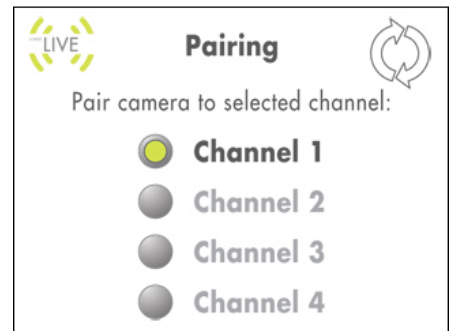 LIVE
Pairing
Pair camera to selected channel:
Channel 1
Channel 2
Channel 3
Channel 4